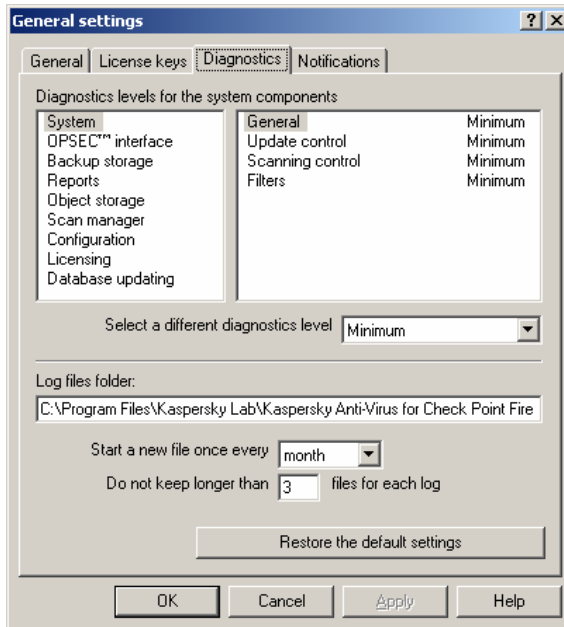 General settings
General License keys Diagnostics Notifications
Diagnostics levels for the system components
System
OPSEC™ interface
Backup storage
Reports
Object storage
Scan manager
Configuration
Licensing
Database updating
General Minimum
Update control Minimum
Scanning control Minimum
Filters Minimum
Select a different diagnostics level Minimum
Log files folder:
C:\Program Files\Kaspersky Lab\Kaspersky Anti-Virus for Check Point Fire
Start a new file once every month
Do not keep longer than 3 files for each log
Restore the default settings
OK Cancel Apply Help